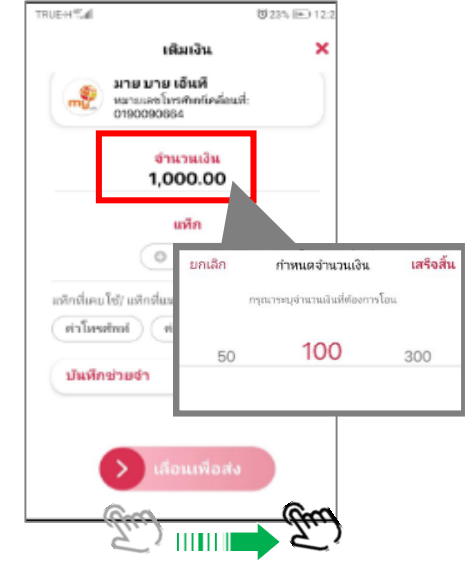 TRUE-H
23%
12:2
เติมเงิน
มาย บาย เอ็นที
my
หมายเลขโทรศัพท์เคลื่อนที่:
0190090664
จำนวนเงิน
1,000.00
แท็ก
ยกเลิก กำหนดจำนวนเงิน เสร็จสิ้น
กรุณาระบุจำนวนเงินที่ต้องการโอน
50 100 300
แท็กที่เคยใช้/ แท็กที่แน
ค่าโทรศัพท์ ค่
บันทึกช่วยจำ
เลื่อนเพื่อส่ง